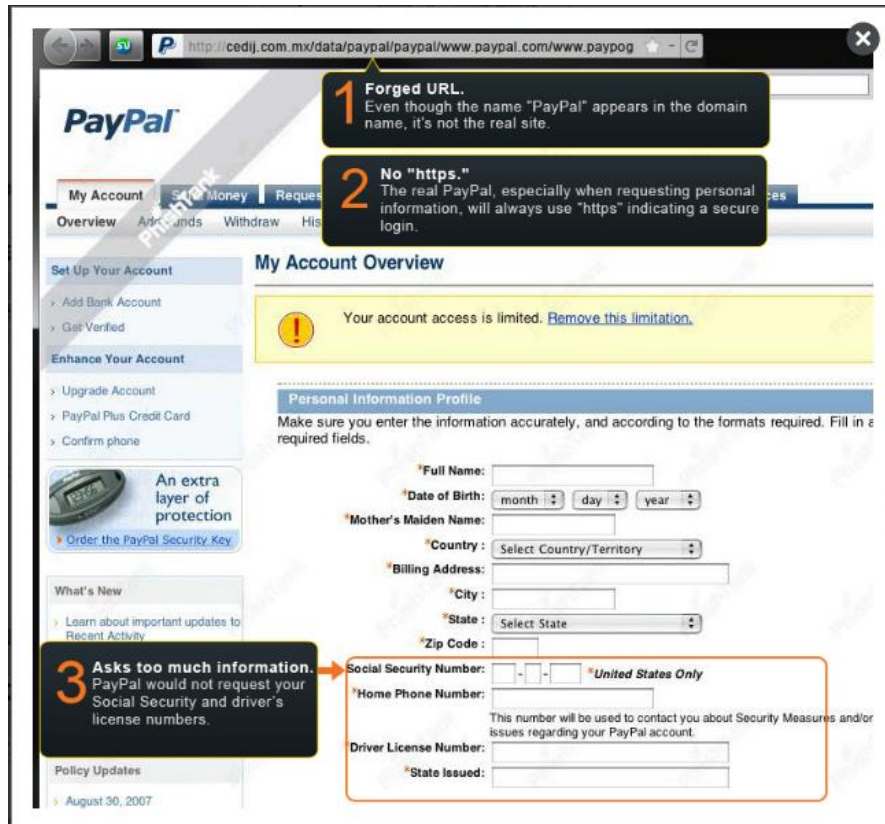 http://cedij.com.mx/data/paypal/paypal/www.paypal.com/www.paypog
1 Forged URL.
Even though the name "PayPal" appears in the domain
name, it's not the real site.
PayPal
2 No "https."
The real PayPal, especially when requesting personal
information, will always use "https" indicating a secure
login.
My Account Money Reques
Overview Withdraw His
PhishTank
Set Up Your Account
Add Bank Account
Get Verified
Enhance Your Account
Upgrade Account
PayPal Plus Credit Card
Confirm phone
An extra
layer of
protection
Order the PayPal Security Key
What's New
Learn about important updates to
Recent Activity
3 Asks too much information.
PayPal would not request your
Social Security and driver's
license numbers.
Policy Updates
August 30, 2007
My Account Overview
Your account access is limited. Remove this limitation.
Personal Information Profile
Make sure you enter the information accurately, and according to the formats required. Fill in a
required fields.
*Full Name:
*Date of Birth: month day year
*Mother's Maiden Name:
*Country : Select Country/Territory
*Billing Address:
*City :
*State : Select State
*Zip Code :
Social Security Number: - - *United States Only
*Home Phone Number:
This number will be used to contact you about Security Measures and/or
issues regarding your PayPal account.
*Driver License Number:
*State Issued: